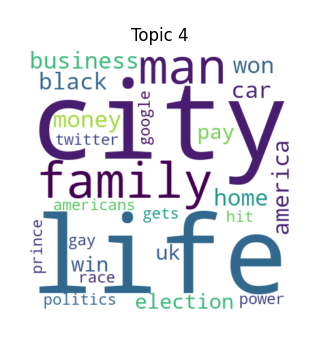 Topic 4
business man won
black car
city
money google pay
twitter
family america
home
americans
gets hit
life
prince gay uk
win
race
politics election power